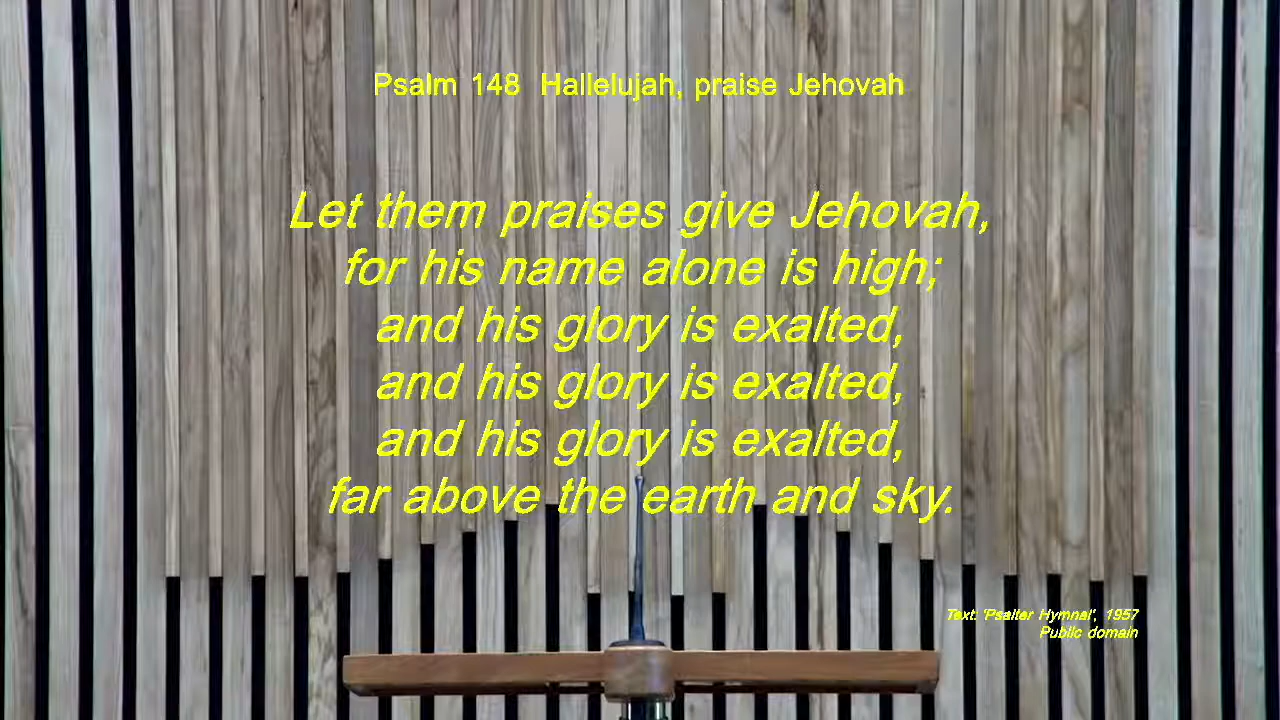 Psalm 148 Hallelujah, praise Jehovah
Let them praises give Jehovah,
for his name alone is high;
and his glory is exalted,
and his glory is exalted,
and his glory is exalted,
far above the earth and sky.
Text: 'Psalter Hymnal', 1957
Public domain